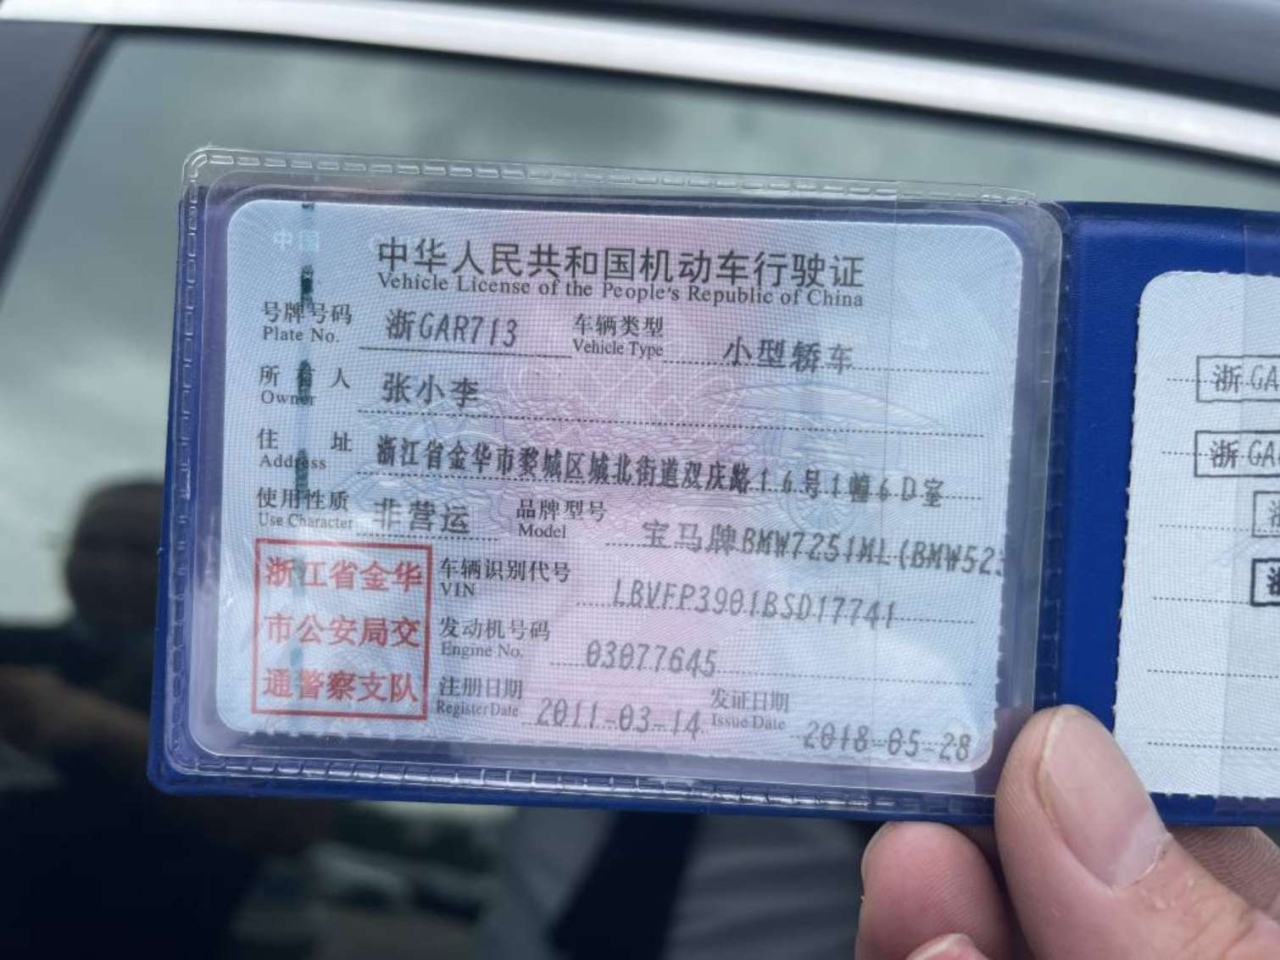 中国
中华人民共和国机动车行驶证
Vehicle License of the People's Republic of China
号牌号码 浙GAR713 车辆类型 小型轿车
Plate No. Vehicle Type
所有人 张小李
Owner
住址 浙江省金华市婺城区城北街道双庆路16号1幢6D室
Address
使用性质 非营运 品牌型号 宝马牌BMW7251ML(BMW523
Use Character Model
浙江省金华
市公安局交
通警察支队
车辆识别代号 LBVFP3901BSD17741
VIN
发动机号码 03077645
Engine No.
注册日期 2011-03-14 发证日期 2018-05-28
Register Date Issue Date
浙GA
浙GA